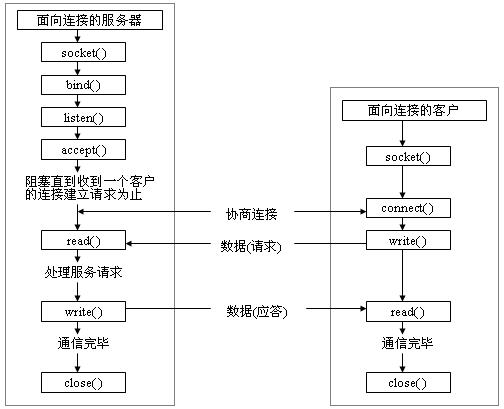 面向连接的服务器
socket()
bind()
listen()
accept()
阻塞直到收到一个客户
的连接建立请求为止
read()
处理服务请求
write()
通信完毕
close()
协商连接
数据(请求)
数据(应答)
面向连接的客户
socket()
connect()
write()
read()
通信完毕
close()